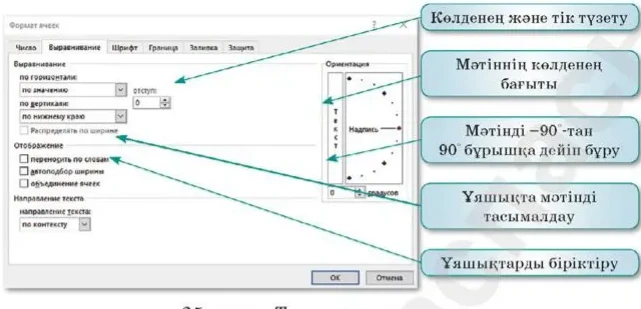 Формат ячеек
Число Выравнивание Шрифт Граница Заливка Защита
Выравнивание
по горизонтали:
по значению
отступ:
0
по вертикали:
по нижнему краю
Распределять по ширине
Отображение
переносить по словам
автоподбор ширины
объединение ячеек
Направление текста
направление текста:
по контексту
Ориентация
Текст
Надпись
0 градусов
ОК Отмена
Көлденең және тік түзету
Мәтіннің көлденең
бағыты
Мәтінді –90°-тан
90° бұрышқа дейін бұру
Ұяшықта мәтінді
тасымалдау
Ұяшықтарды біріктіру